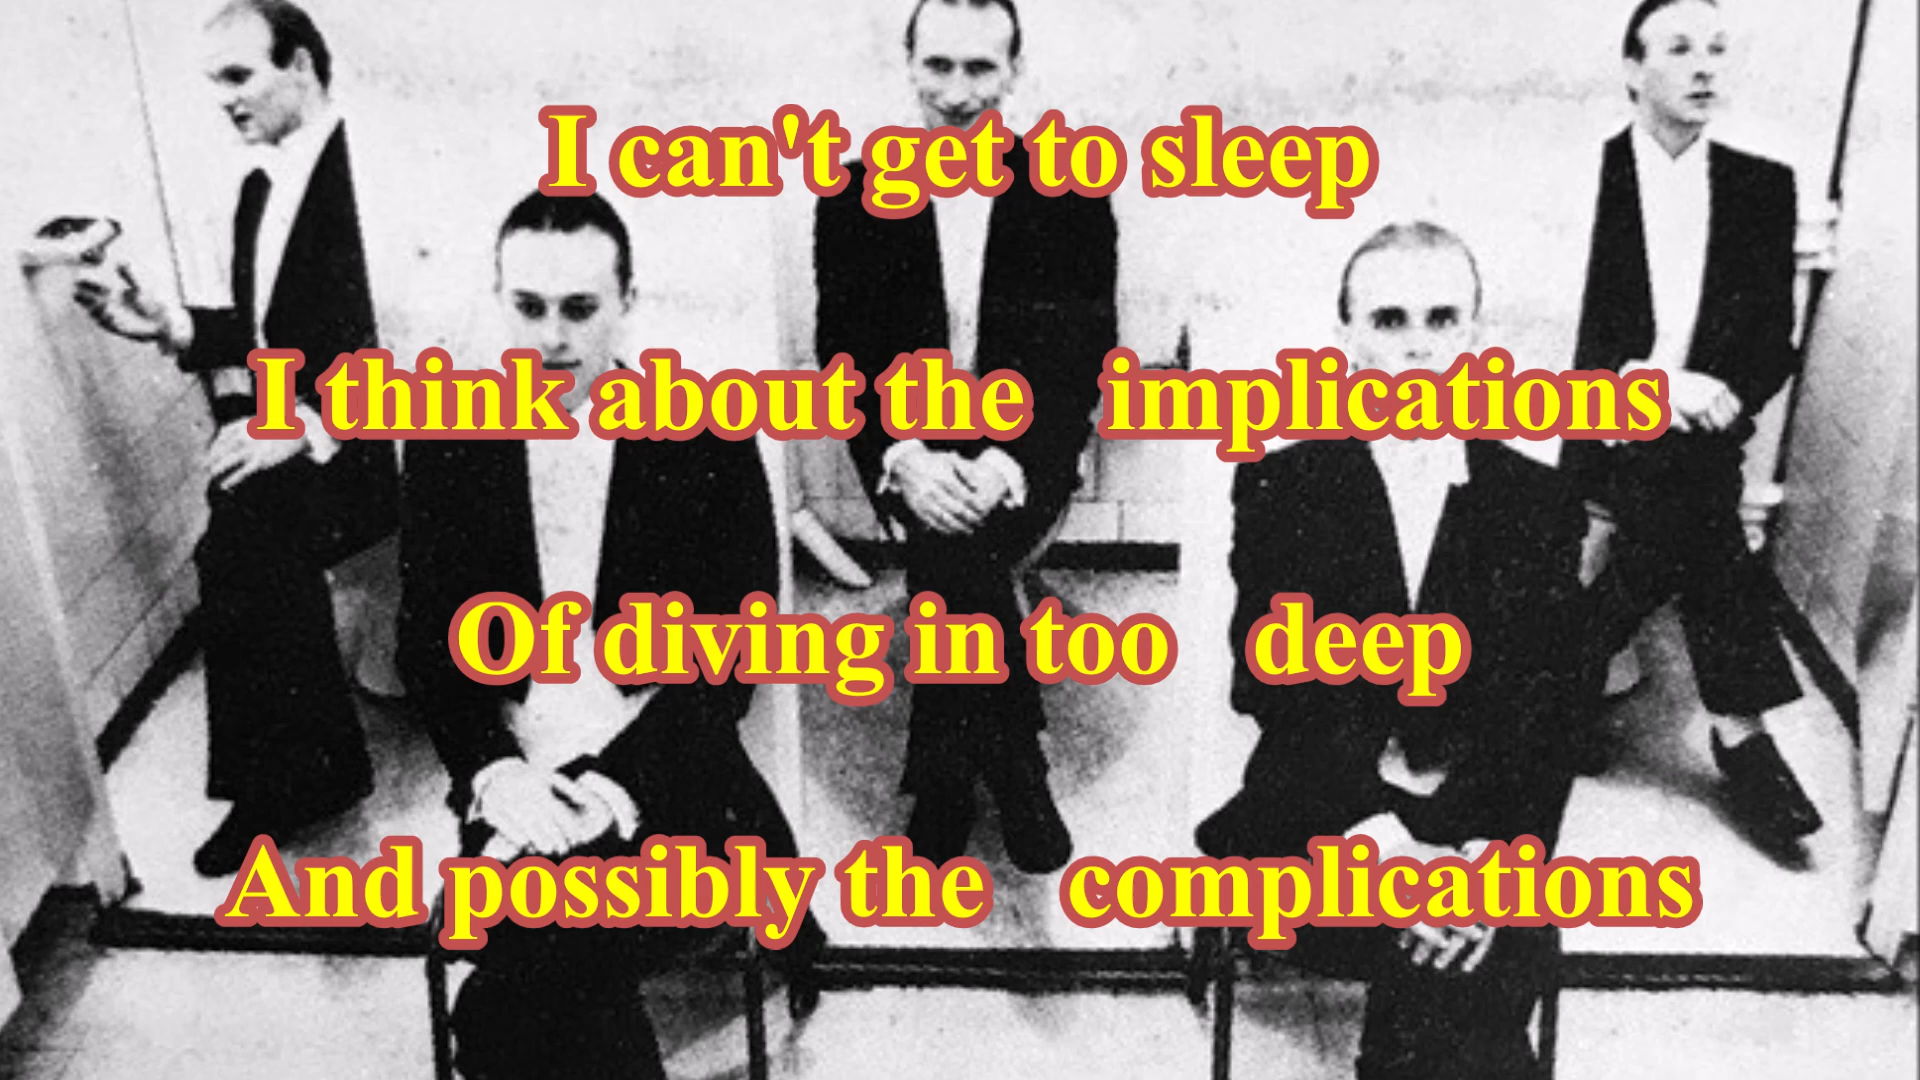 I can't get to sleep
I think about the implications
Of diving in too deep
And possibly the complications